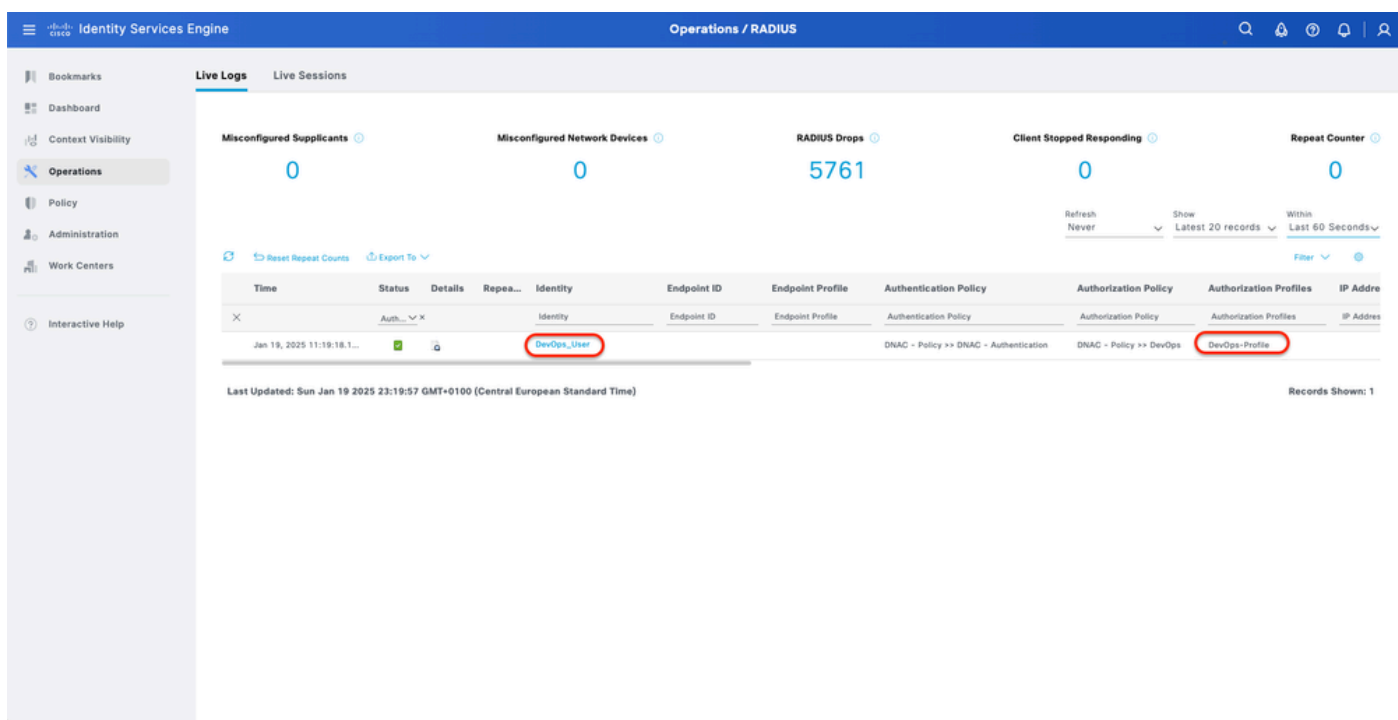 cisco Identity Services Engine
Operations / RADIUS
Bookmarks
Dashboard
Context Visibility
Operations
Policy
Administration
Work Centers
Interactive Help
Live Logs Live Sessions
Misconfigured Supplicants Misconfigured Network Devices RADIUS Drops Client Stopped Responding Repeat Counter
0 0 5761 0 0
Refresh Show Within
Never Latest 20 records Last 60 Seconds
Reset Repeat Counts Export To Filter
Time Status Details Repea... Identity Endpoint ID Endpoint Profile Authentication Policy Authorization Policy Authorization Profiles IP Addre
Auth... Identity Endpoint ID Endpoint Profile Authentication Policy Authorization Policy Authorization Profiles IP Addres
Jan 19, 2025 11:19:18.1... DevOps_User DNAC - Policy >> DNAC - Authentication DNAC - Policy >> DevOps DevOps-Profile
Last Updated: Sun Jan 19 2025 23:19:57 GMT+0100 (Central European Standard Time) Records Shown: 1